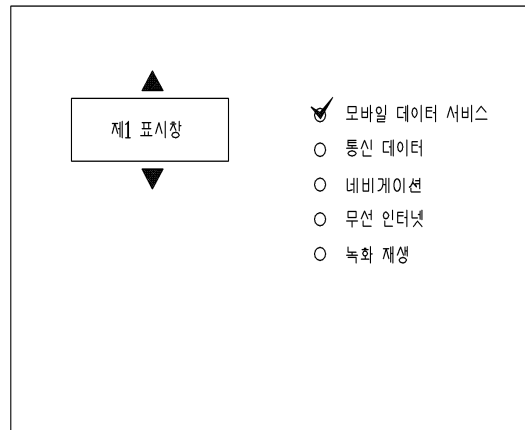 제1 표시창
모바일 데이터 서비스
통신 데이터
네비게이션
무선 인터넷
녹화 재생